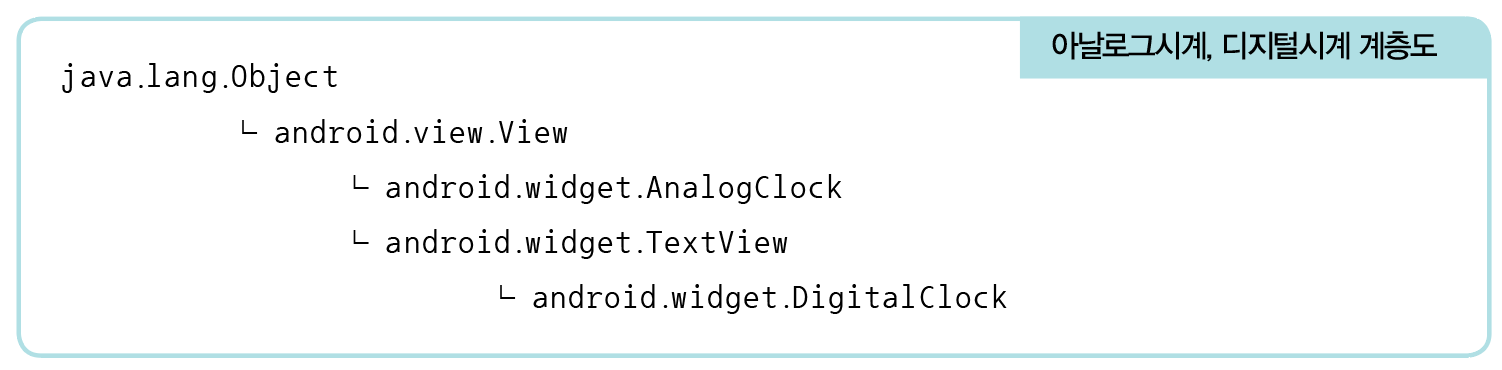 아날로그시계, 디지털시계 계층도
java.lang.Object
└ android.view.View
└ android.widget.AnalogClock
└ android.widget.TextView
└ android.widget.DigitalClock